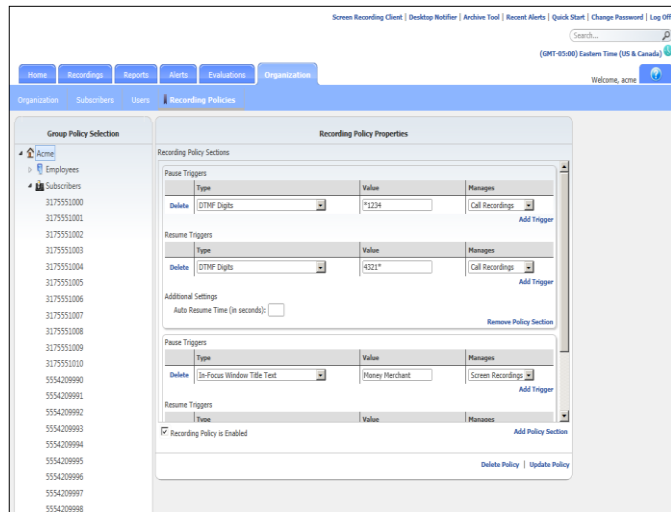 Screen Recording Client | Desktop Notifier | Archive Tool | Recent Alerts | Quick Start | Change Password | Log Off
Search...
(GMT-05:00) Eastern Time (US & Canada)
Home Recordings Reports Alerts Evaluations Organization
Welcome, acme
Organization Subscribers Users Recording Policies
Group Policy Selection
Acme
Employees
Subscribers
3175551000
3175551001
3175551002
3175551003
3175551004
3175551005
3175551006
3175551007
3175551008
3175551009
3175551010
5554209990
5554209991
5554209992
5554209993
5554209994
5554209995
5554209996
5554209997
5554209998
Recording Policy Properties
Recording Policy Sections
Pause Triggers
Type Value Manages
Delete DTMF Digits *1234 Call Recordings
Add Trigger
Resume Triggers
Type Value Manages
Delete DTMF Digits 4321* Call Recordings
Add Trigger
Additional Settings
Auto Resume Time (in seconds):
Remove Policy Section
Pause Triggers
Type Value Manages
Delete In-Focus Window Title Text Money Merchant Screen Recordings
Add Trigger
Resume Triggers
Type Value Manages
Recording Policy is Enabled
Add Policy Section
Delete Policy | Update Policy